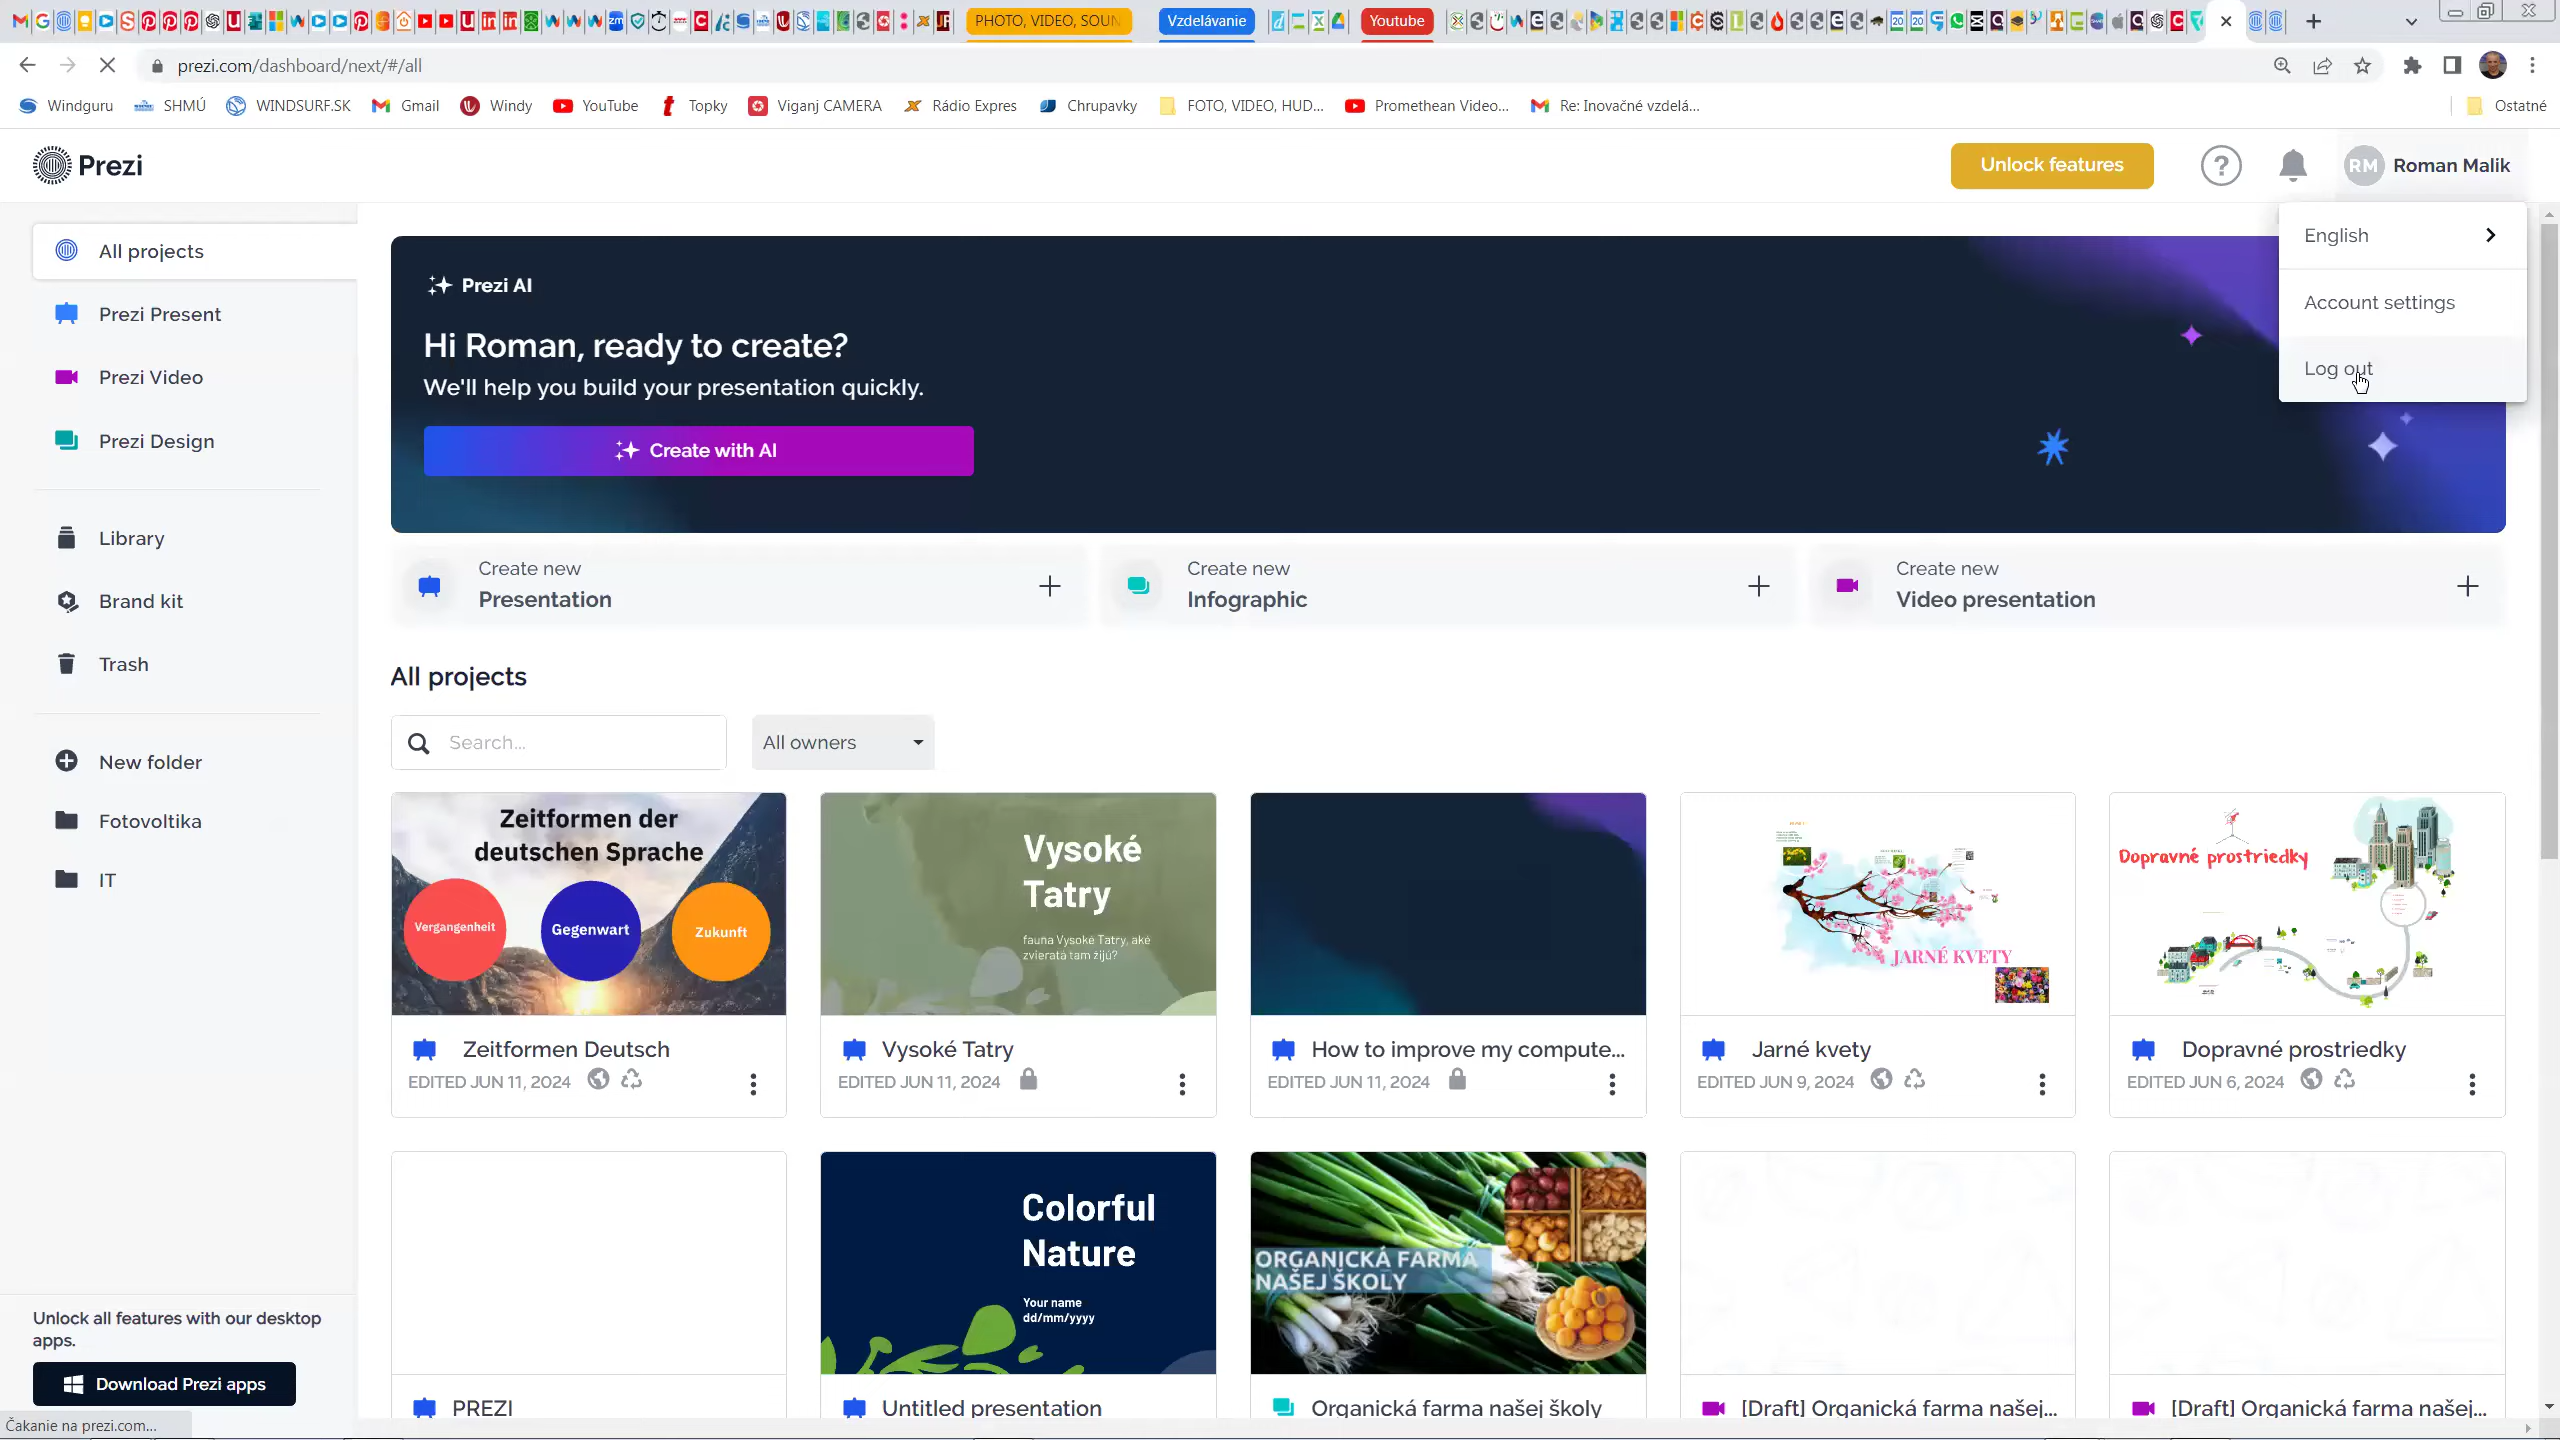 PHOTO, VIDEO, SOUN
Vzdelávanie
Youtube
prezi.com/dashboard/next/#/all
Windguru
SHMÚ
WINDSURF.SK
Gmail
Windy
YouTube
Topky
Viganj CAMERA
Rádio Expres
Chrupavky
FOTO, VIDEO, HUD...
Promethean Video...
Re: Inovačné vzdelá...
Ostatné
Prezi
Unlock features
RM
Roman Malik
English
Account settings
Log out
All projects
Prezi Present
Prezi Video
Prezi Design
Library
Brand kit
Trash
New folder
Fotovoltika
IT
Prezi AI
Hi Roman, ready to create?
We'll help you build your presentation quickly.
Create with AI
Create new
Presentation
Create new
Infographic
Create new
Video presentation
All projects
Search...
All owners
Zeitformen der
deutschen Sprache
Vergangenheit
Gegenwart
Zukunft
Zeitformen Deutsch
EDITED JUN 11, 2024
Vysoké
Tatry
fauna Vysoké Tatry, aké
zvieratá tam žijú?
Vysoké Tatry
EDITED JUN 11, 2024
How to improve my compute...
EDITED JUN 11, 2024
JARNÉ KVETY
Jarné kvety
EDITED JUN 9, 2024
Dopravné prostriedky
Dopravné prostriedky
EDITED JUN 6, 2024
PREZI
Colorful
Nature
Your name
dd/mm/yyyy
Untitled presentation
ORGANICKÁ FARMA
NAŠEJ ŠKOLY
Organická farma našej školy
[Draft] Organická farma našej...
[Draft] Organická farma našej...
Unlock all features with our desktop
apps.
Download Prezi apps
Čakanie na prezi.com...